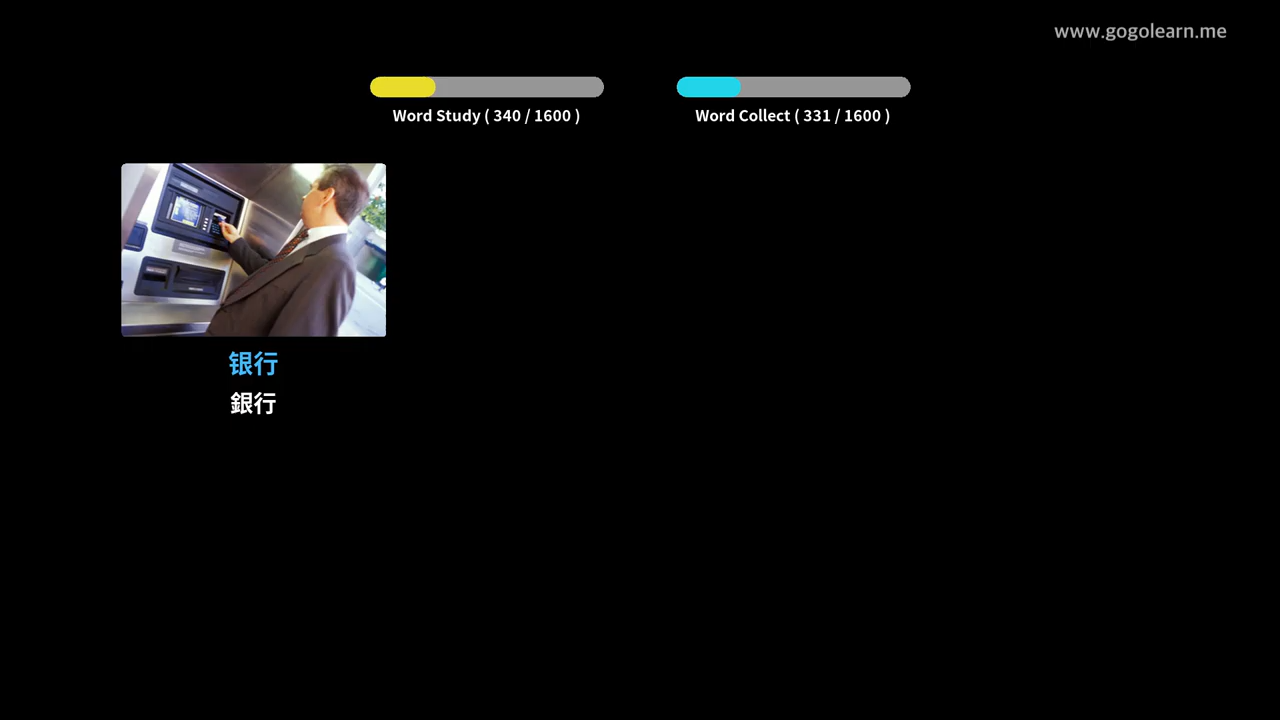 www.gogolearn.me
Word Study ( 340 / 1600 )
Word Collect ( 331 / 1600 )
银行
銀行